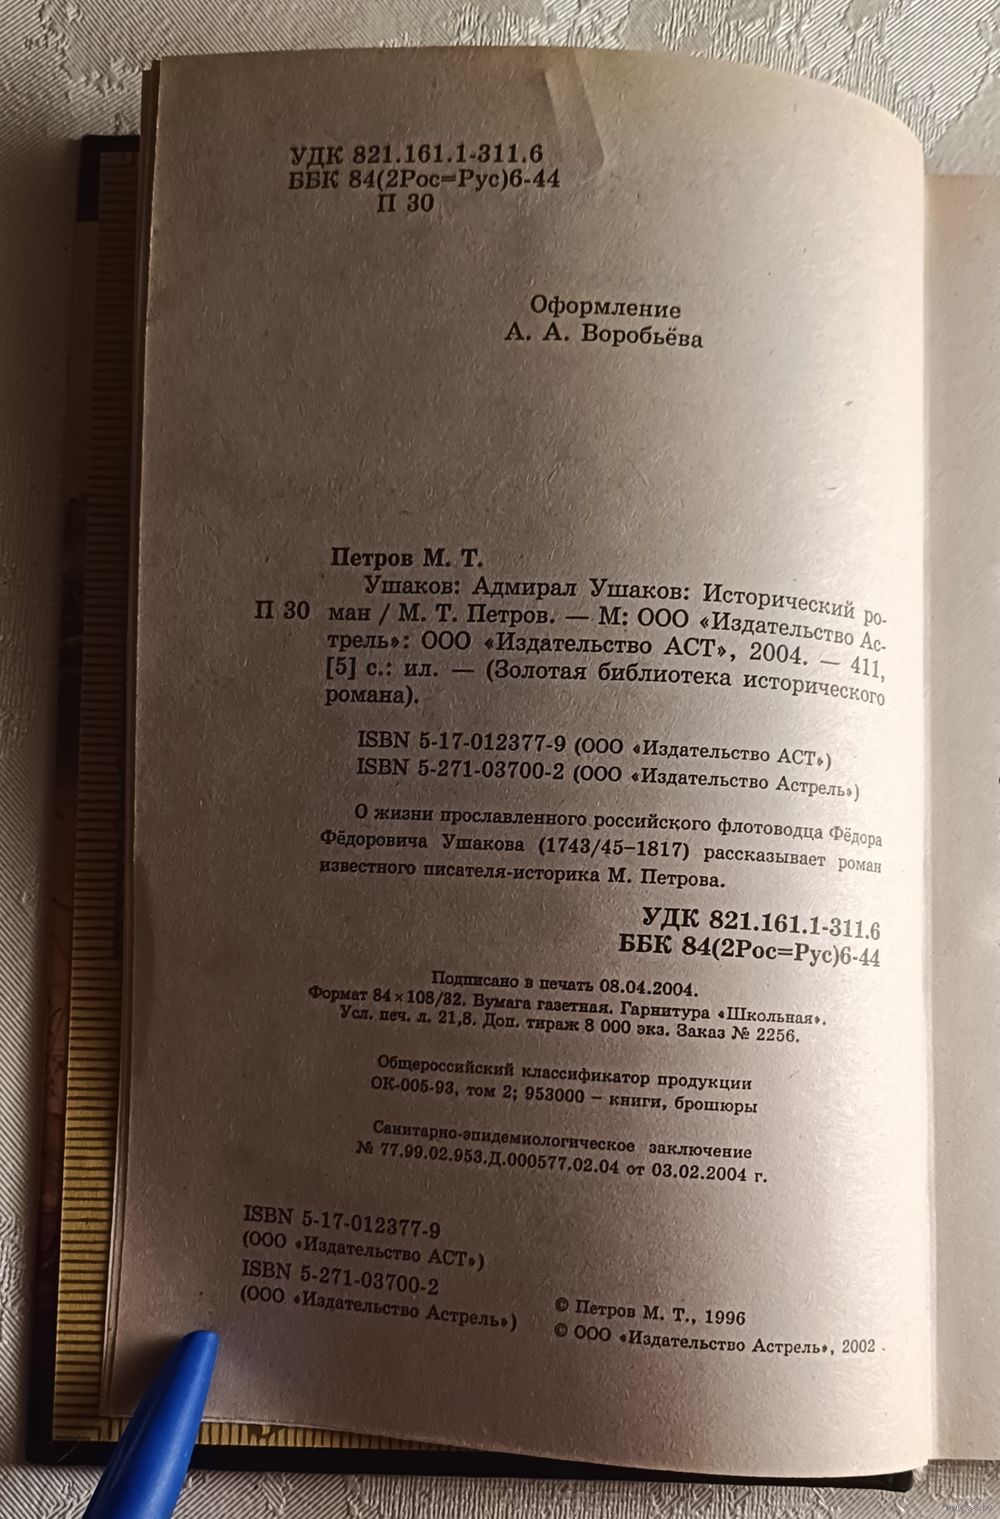 УДК 821.161.1-311.6
ББК 84(2Рос=Рус)6-44
П 30
Оформление
А. А. Воробьёва
Петров М. Т.
Ушаков: Адмирал Ушаков: Исторический ро-
П 30 ман / М. Т. Петров. — М: ООО «Издательство Ас-
трель»: ООО «Издательство АСТ», 2004. — 411,
[5] с.: ил. — (Золотая библиотека исторического
романа).
ISBN 5-17-012377-9 (ООО «Издательство АСТ»)
ISBN 5-271-03700-2 (ООО «Издательство Астрель»)
О жизни прославленного российского флотоводца Фёдора
Фёдоровича Ушакова (1743/45–1817) рассказывает роман
известного писателя-историка М. Петрова.
УДК 821.161.1-311.6
ББК 84(2Рос=Рус)6-44
Подписано в печать 08.04.2004.
Формат 84×108/32. Бумага газетная. Гарнитура «Школьная».
Усл. печ. л. 21,8. Доп. тираж 8 000 экз. Заказ № 2256.
Общероссийский классификатор продукции
ОК-005-93, том 2; 953000 – книги, брошюры
Санитарно-эпидемиологическое заключение
№ 77.99.02.953.Д.000577.02.04 от 03.02.2004 г.
ISBN 5-17-012377-9
(ООО «Издательство АСТ»)
ISBN 5-271-03700-2
(ООО «Издательство Астрель»)
© Петров М. Т., 1996
© ООО «Издательство Астрель», 2002